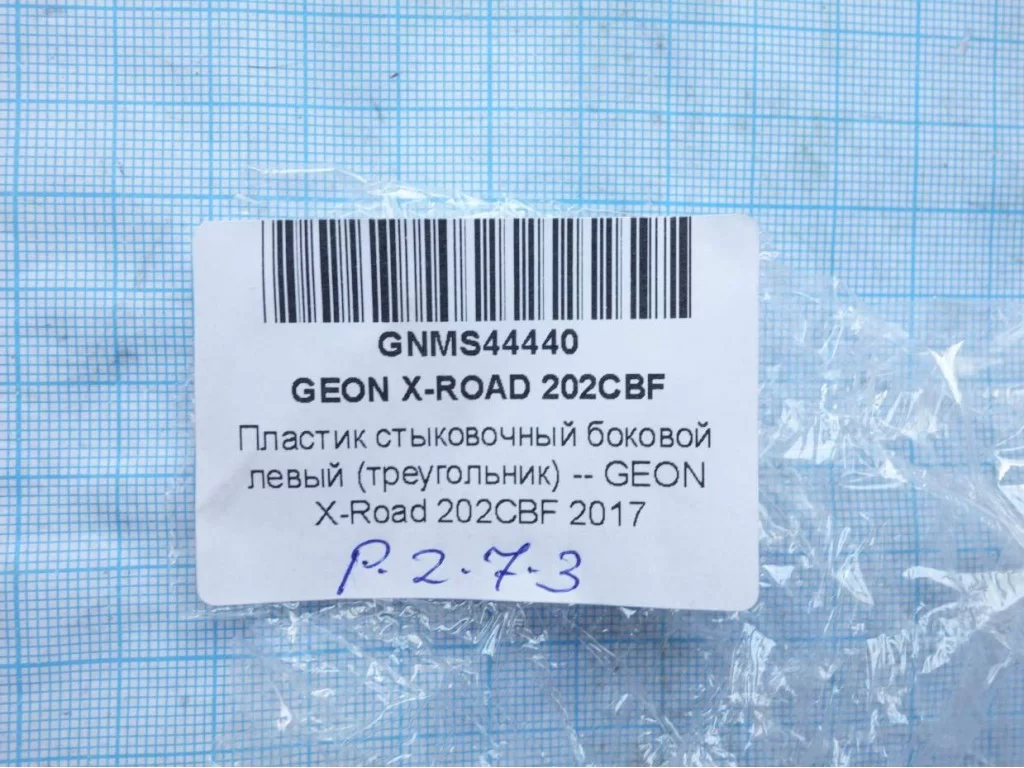 GNMS44440
GEON X-ROAD 202CBF
Пластик стыковочный боковой
левый (треугольник) -- GEON
X-Road 202CBF 2017
Р. 2.7.3